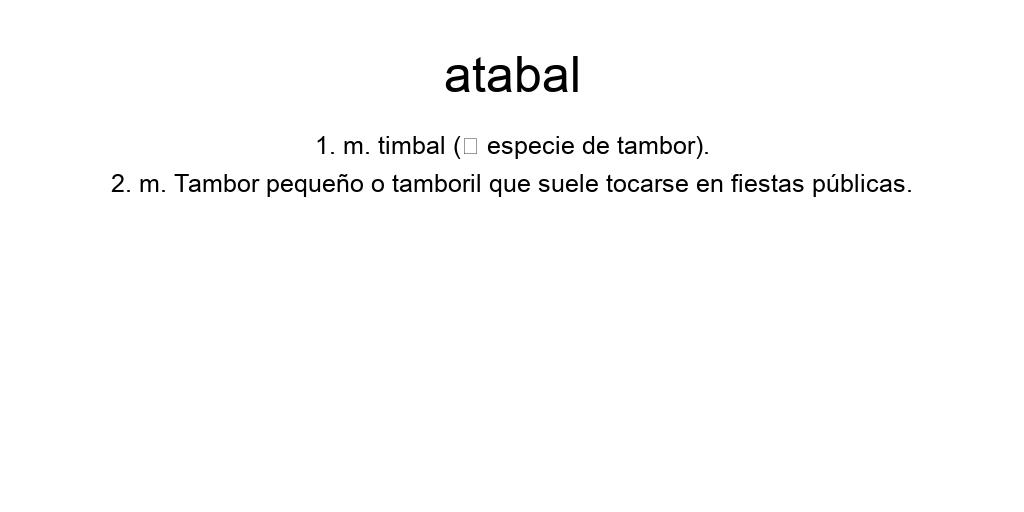 atabal
1. m. timbal (□ especie de tambor).
2. m. Tambor pequeño o tamboril que suele tocarse en fiestas públicas.